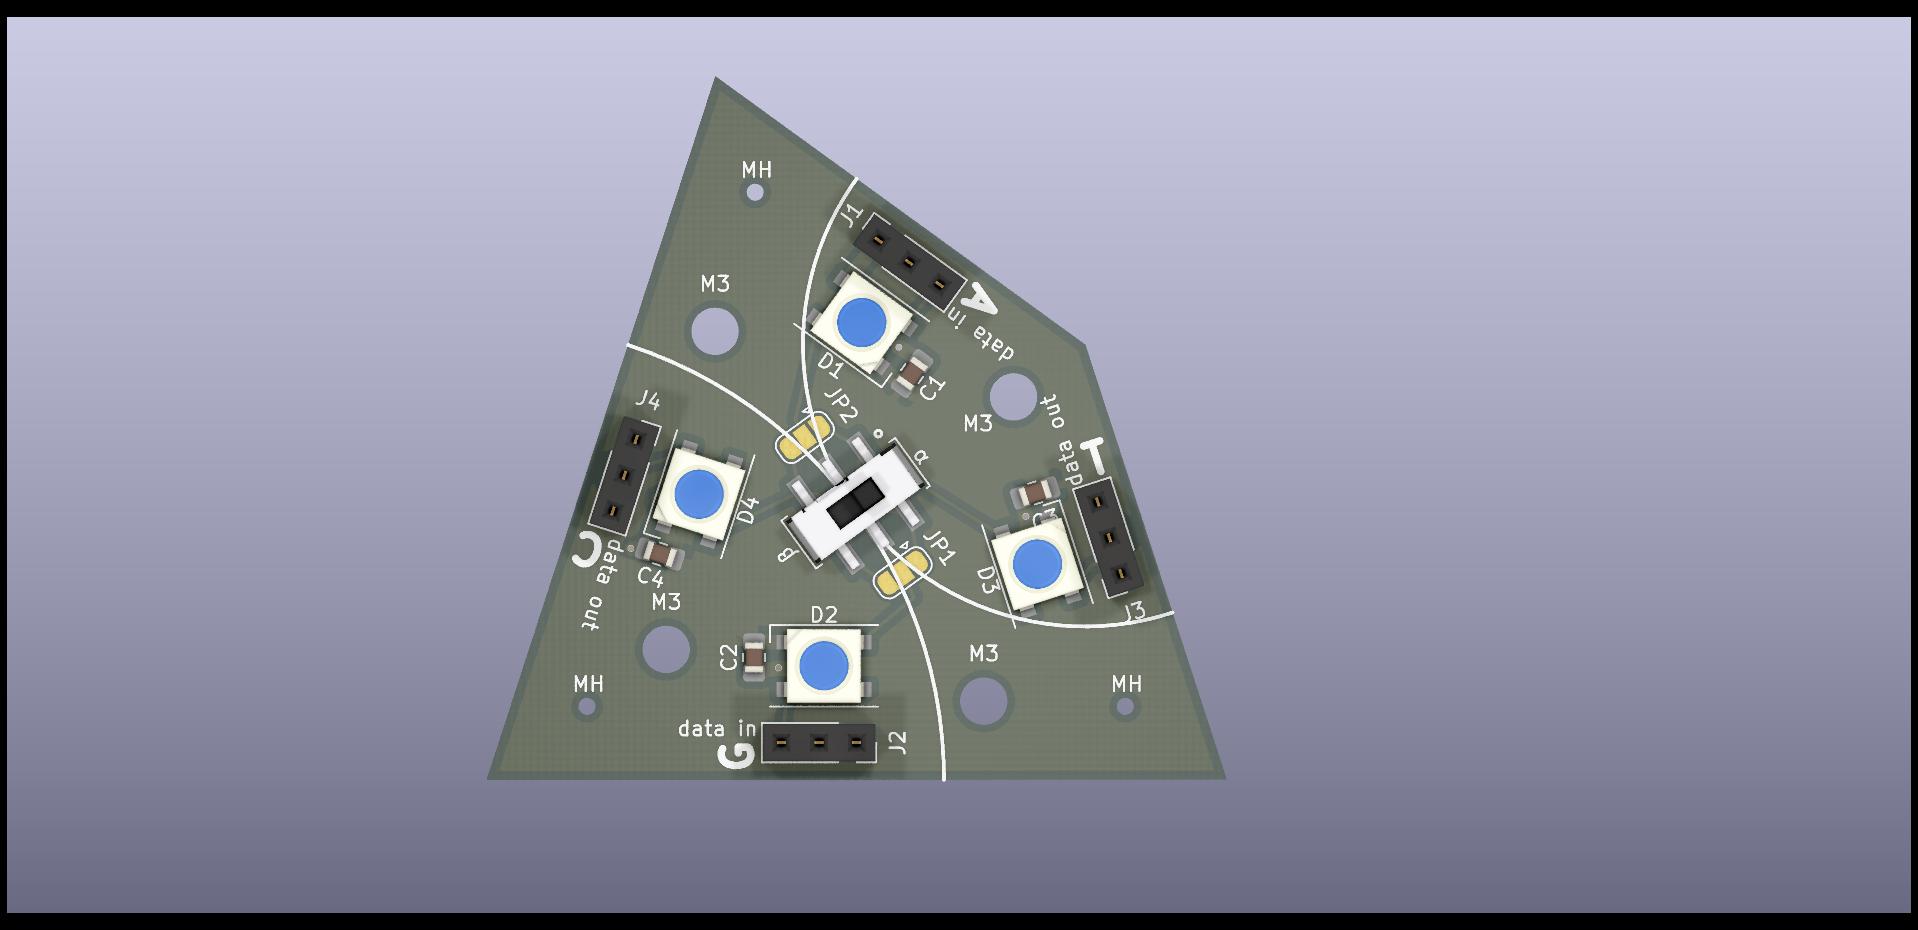 MH
J1
M3
A
data in
D1
C1
JP2
J4
M3
data out
T
α
D4
C3
C
data out
β
JP1
D3
C4
M3
J3
D2
C2
M3
MH
MH
data in
G
J2